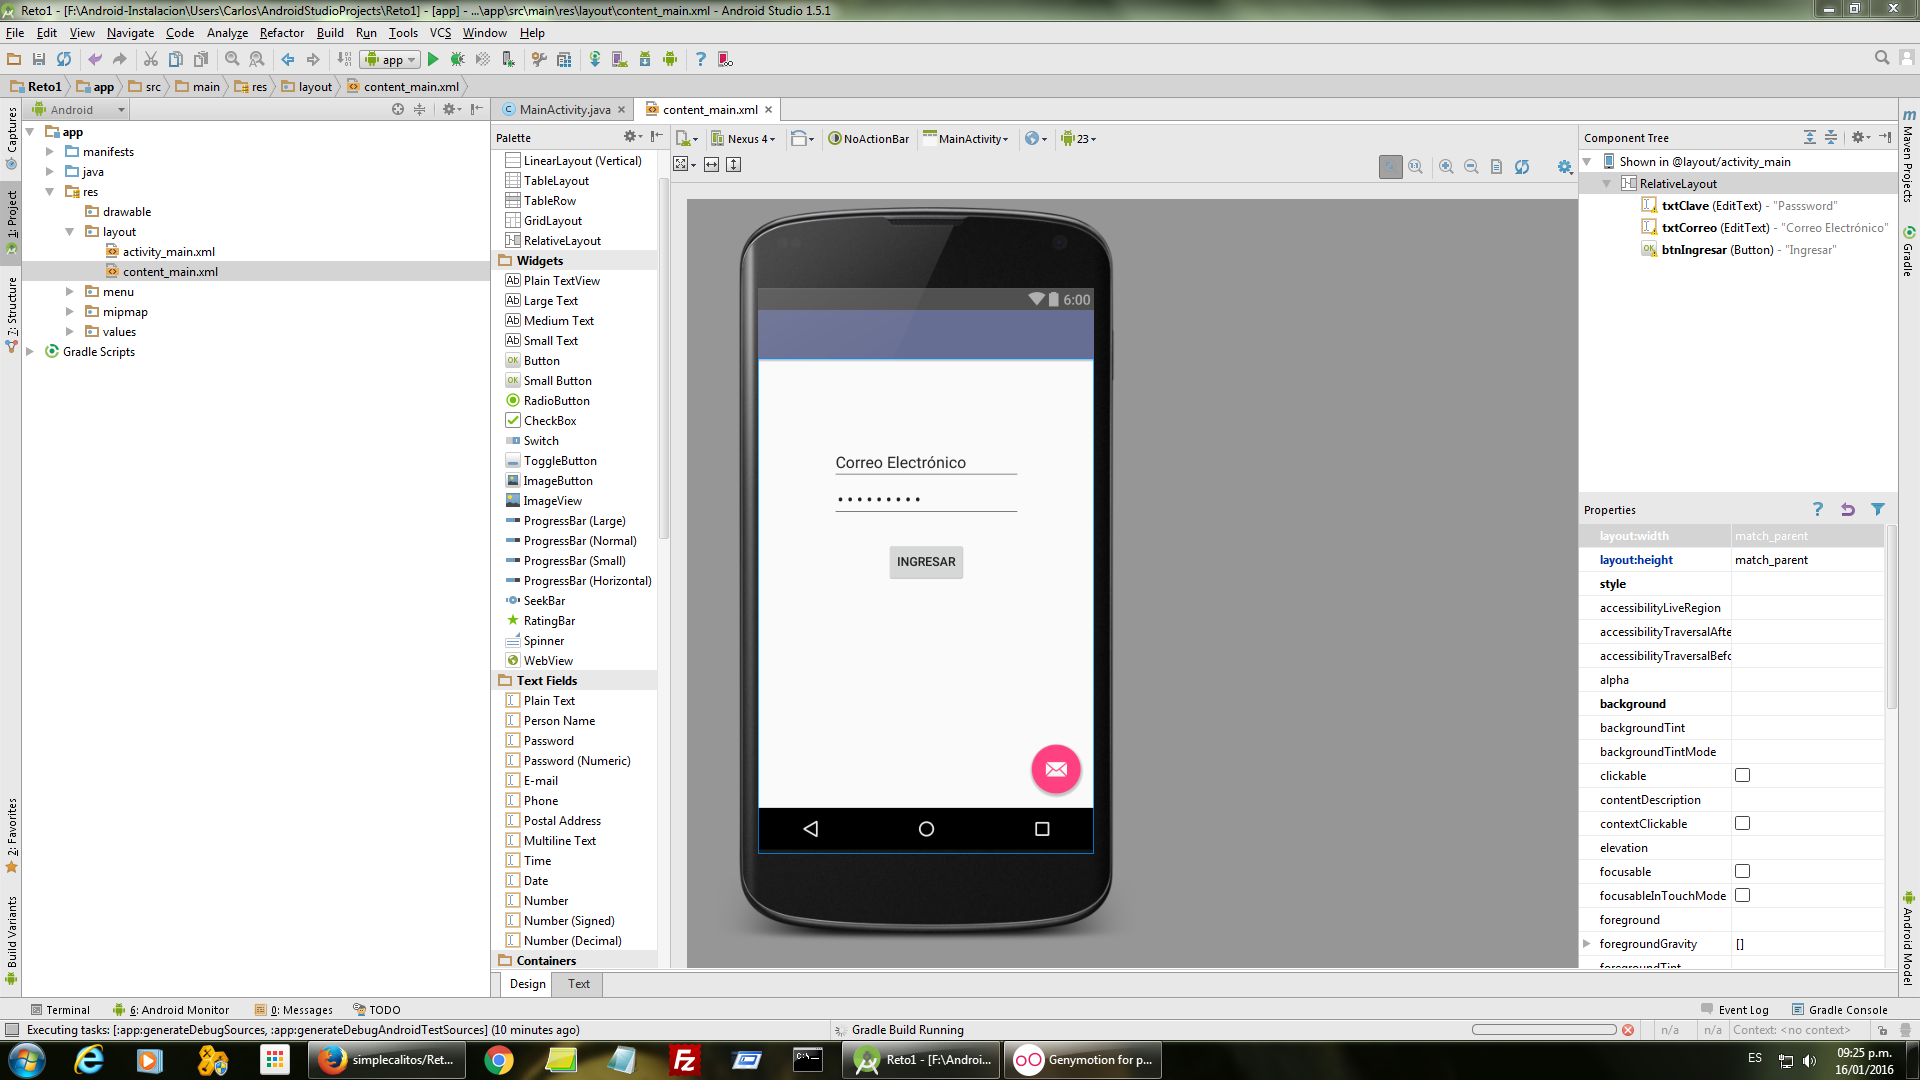 Reto1 - [F:\Android-Instalacion\Users\Carlos\AndroidStudioProjects\Reto1] - [app] - ...\app\src\main\res\layout\content_main.xml - Android Studio 1.5.1
File Edit View Navigate Code Analyze Refactor Build Run Tools VCS Window Help
app
Reto1 app src main res layout content_main.xml
Captures
1: Project
7: Structure
2: Favorites
Build Variants
Android
app
manifests
java
res
drawable
layout
activity_main.xml
content_main.xml
menu
mipmap
values
Gradle Scripts
MainActivity.java
content_main.xml
Palette
LinearLayout (Vertical)
TableLayout
TableRow
GridLayout
RelativeLayout
Widgets
Plain TextView
Large Text
Medium Text
Small Text
Button
Small Button
RadioButton
CheckBox
Switch
ToggleButton
ImageButton
ImageView
ProgressBar (Large)
ProgressBar (Normal)
ProgressBar (Small)
ProgressBar (Horizontal)
SeekBar
RatingBar
Spinner
WebView
Text Fields
Plain Text
Person Name
Password
Password (Numeric)
E-mail
Phone
Postal Address
Multiline Text
Time
Date
Number
Number (Signed)
Number (Decimal)
Containers
Nexus 4 NoActionBar MainActivity 23
6:00
Correo Electrónico
•••••••••
INGRESAR
Design Text
Component Tree
Shown in @layout/activity_main
RelativeLayout
txtClave (EditText) - "Passsword"
txtCorreo (EditText) - "Correo Electrónico"
btnIngresar (Button) - "Ingresar"
Properties
layout:width match_parent
layout:height match_parent
style
accessibilityLiveRegion
accessibilityTraversalAfte
accessibilityTraversalBefo
alpha
background
backgroundTint
backgroundTintMode
clickable
contentDescription
contextClickable
elevation
focusable
focusableInTouchMode
foreground
foregroundGravity []
foregroundTint
Maven Projects
Gradle
Android Model
Terminal 6: Android Monitor 0: Messages TODO Event Log Gradle Console
Executing tasks: [:app:generateDebugSources, :app:generateDebugAndroidTestSources] (10 minutes ago) Gradle Build Running n/a n/a Context: <no context>
simplecalitos/Ret... Reto1 - [F:\Androi... Genymotion for p... ES 09:25 p.m.
16/01/2016